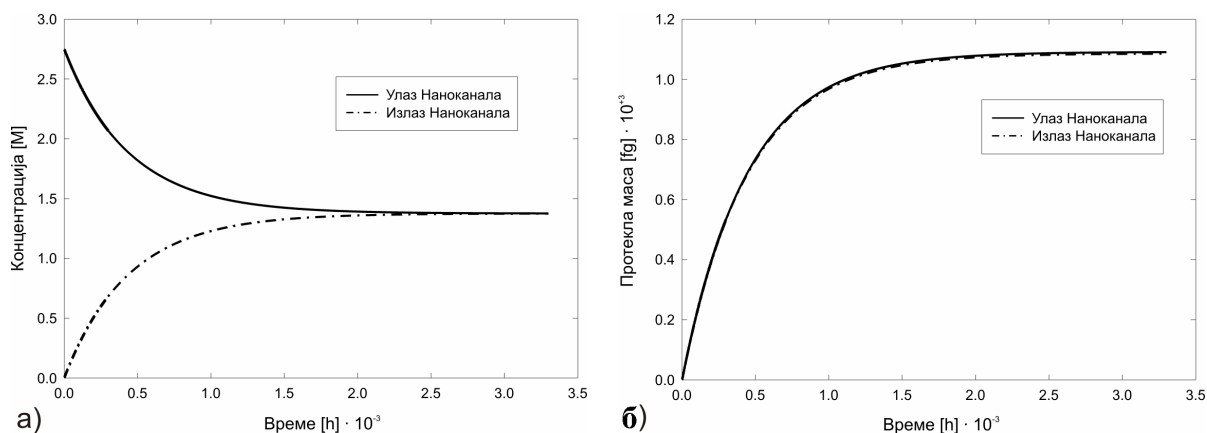 3.0
2.5
2.0
1.5
1.0
0.5
0.0
Концентрација [M]
Улаз Наноканала
Излаз Наноканала
0.0 0.5 1.0 1.5 2.0 2.5 3.0 3.5
Време [h] · 10⁻³
а)
1.2
1.0
0.8
0.6
0.4
0.2
0.0
Протекла маса [fg] · 10⁺³
Улаз Наноканала
Излаз Наноканала
0.0 0.5 1.0 1.5 2.0 2.5 3.0 3.5
Време [h] · 10⁻³
б)